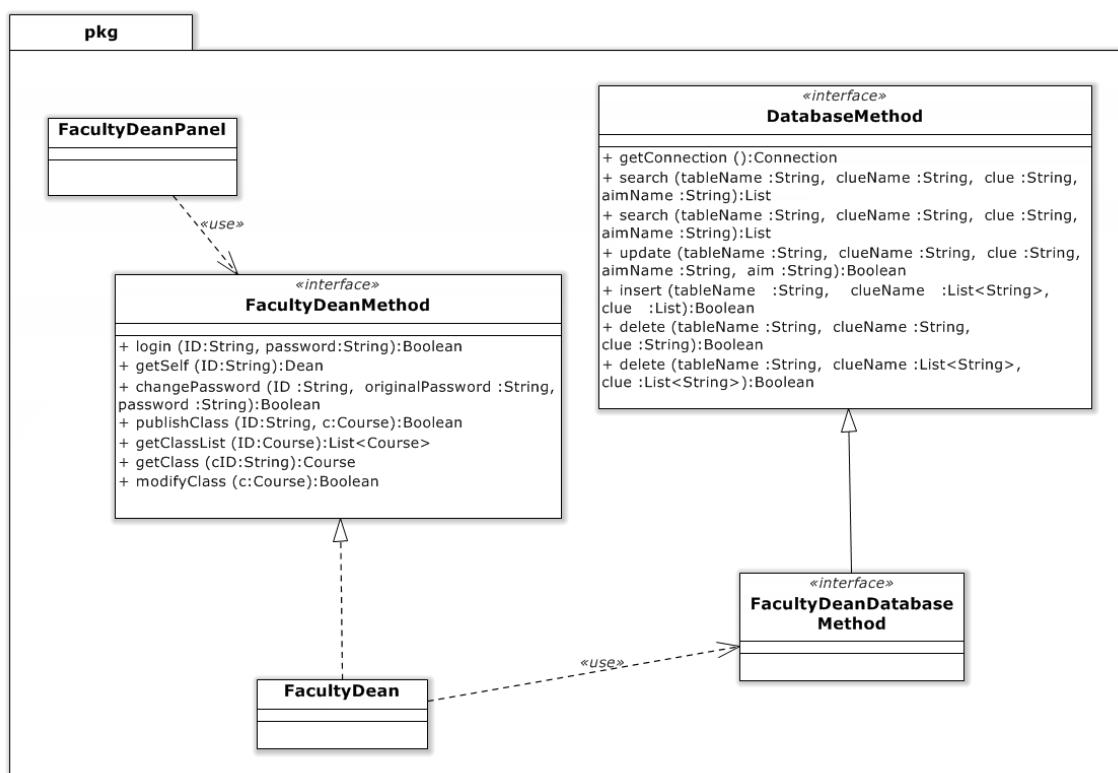 pkg
FacultyDeanPanel
«use»
«interface»
FacultyDeanMethod
+ login (ID:String, password:String):Boolean
+ getSelf (ID:String):Dean
+ changePassword (ID :String, originalPassword :String,
password :String):Boolean
+ publishClass (ID:String, c:Course):Boolean
+ getClassList (ID:Course):List<Course>
+ getClass (cID:String):Course
+ modifyClass (c:Course):Boolean
«interface»
DatabaseMethod
+ getConnection ():Connection
+ search (tableName :String, clueName :String, clue :String,
aimName :String):List
+ search (tableName :String, clueName :String, clue :String,
aimName :String):List
+ update (tableName :String, clueName :String, clue :String,
aimName :String, aim :String):Boolean
+ insert (tableName :String, clueName :List<String>,
clue :List):Boolean
+ delete (tableName :String, clueName :String,
clue :String):Boolean
+ delete (tableName :String, clueName :List<String>,
clue :List<String>):Boolean
«interface»
FacultyDeanDatabase
Method
«use»
FacultyDean